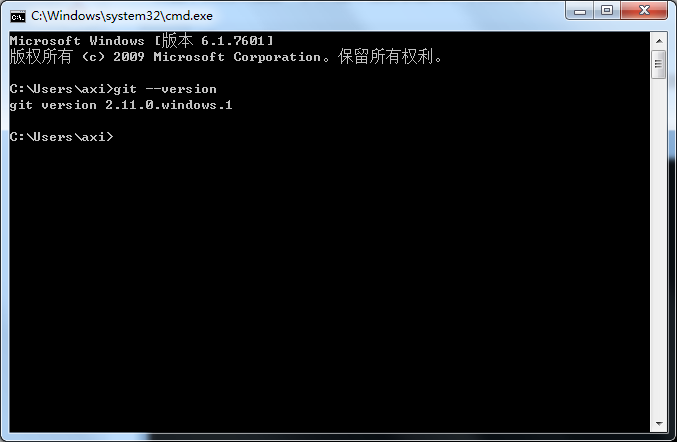 C:\Windows\system32\cmd.exe
Microsoft Windows [版本 6.1.7601]
版权所有 (c) 2009 Microsoft Corporation。保留所有权利。
C:\Users\axi>git --version
git version 2.11.0.windows.1
C:\Users\axi>